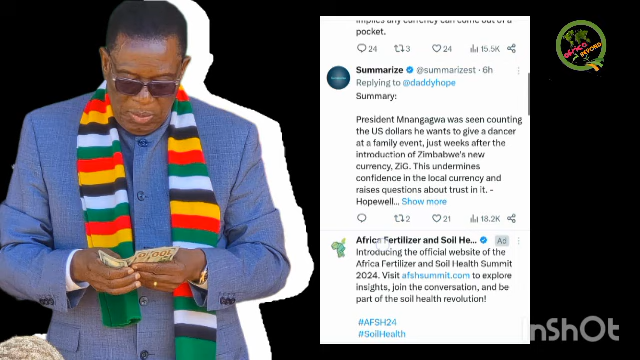 implies any currency can come out of a
pocket.
24 3 24 15.5K
Summarize @summarizest · 6h
Replying to @daddyhope
Summary:
President Mnangagwa was seen counting
the US dollars he wants to give a dancer
at a family event, just weeks after the
introduction of Zimbabwe's new
currency, ZiG. This undermines
confidence in the local currency and
raises questions about trust in it. -
Hopewell... Show more
2 21 18.2K
Africa Fertilizer and Soil He... Ad
Introducing the official website of the
Africa Fertilizer and Soil Health Summit
2024. Visit afshsummit.com to explore
insights, join the conversation, and be
part of the soil health revolution!
#AFSH24
#SoilHealth
africa
BEYOND
InShOt